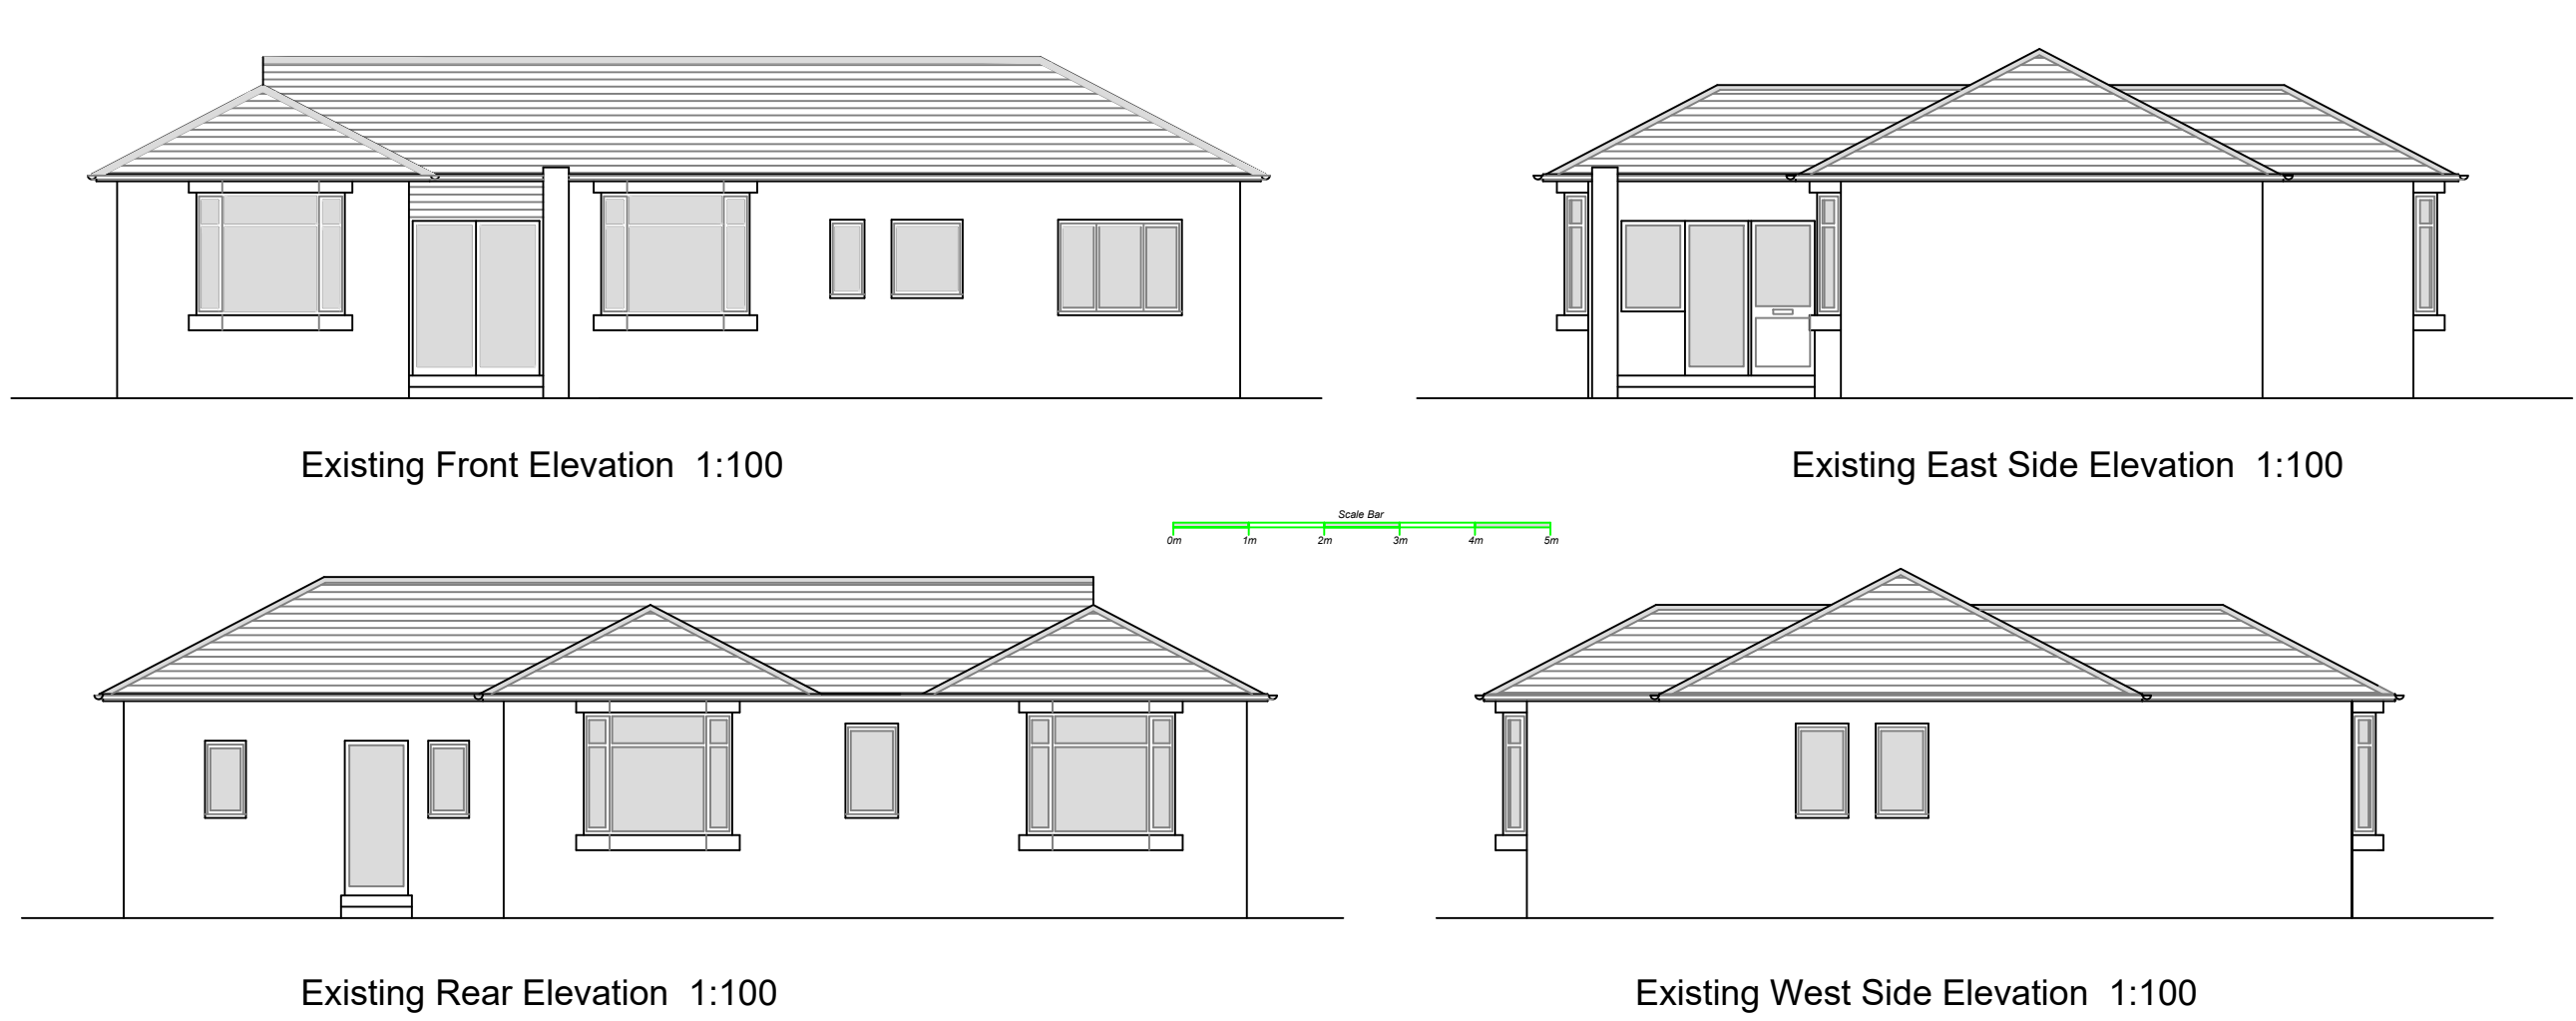 Existing Front Elevation 1:100
Existing East Side Elevation 1:100
Scale Bar
0m 1m 2m 3m 4m 5m
Existing Rear Elevation 1:100
Existing West Side Elevation 1:100